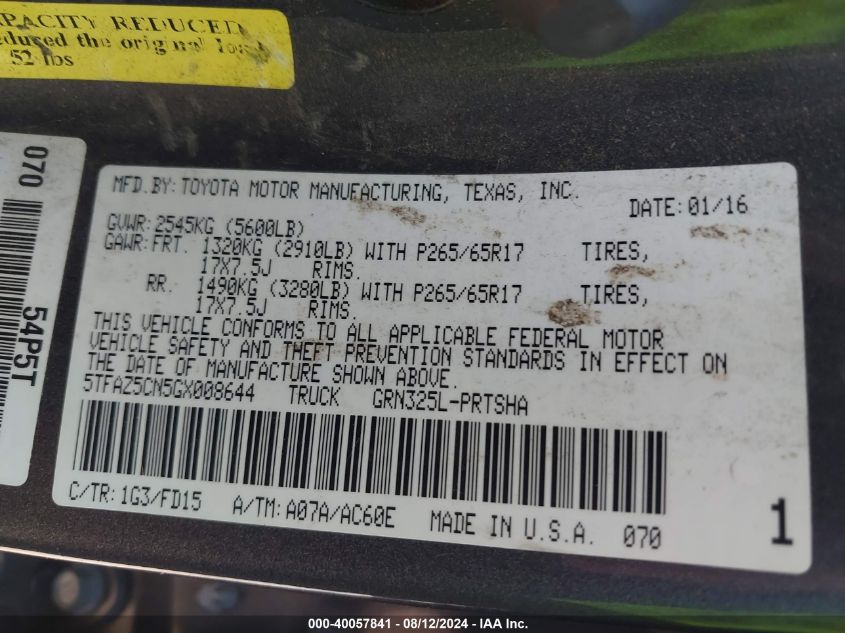 PACITY REDUCED
educed the original
52 lbs
070
54P5T
MFD.BY:TOYOTA MOTOR MANUFACTURING, TEXAS, INC.
DATE:01/16
GVWR:2545KG (5600LB)
GAWR:FRT. 1320KG (2910LB) WITH P265/65R17 TIRES,
17X7.5J RIMS.
RR. 1490KG (3280LB) WITH P265/65R17 TIRES,
17X7.5J RIMS.
THIS VEHICLE CONFORMS TO ALL APPLICABLE FEDERAL MOTOR
VEHICLE SAFETY AND THEFT PREVENTION STANDARDS IN EFFECT ON
THE DATE OF MANUFACTURE SHOWN ABOVE.
5TFAZ5CN5GX008644 TRUCK GRN325L-PRTSHA
C/TR:1G3/FD15 A/TM:A07A/AC60E MADE IN U.S.A. 070
1
000-40057841 - 08/12/2024 - IAA Inc.